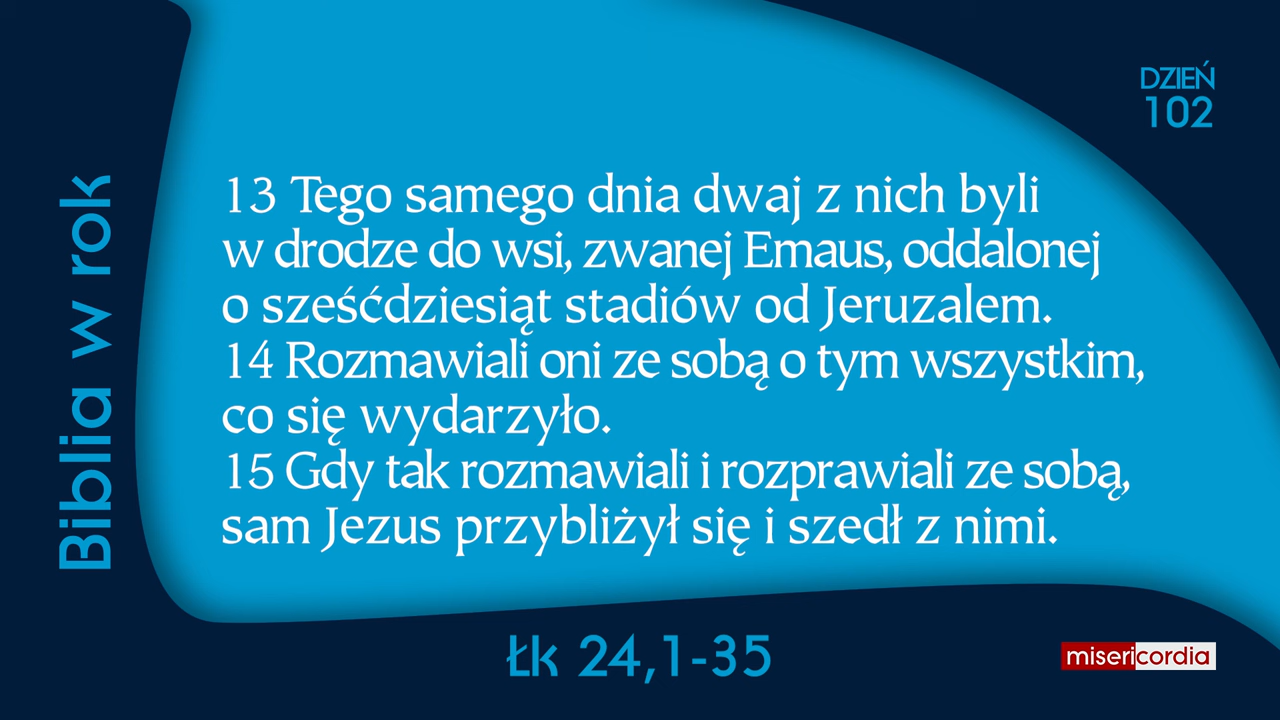 DZIEŃ
102
Biblia w rok
13 Tego samego dnia dwaj z nich byli
w drodze do wsi, zwanej Emaus, oddalonej
o sześćdziesiąt stadiów od Jeruzalem.
14 Rozmawiali oni ze sobą o tym wszystkim,
co się wydarzyło.
15 Gdy tak rozmawiali i rozprawiali ze sobą,
sam Jezus przybliżył się i szedł z nimi.
Łk 24,1-35
misericordia